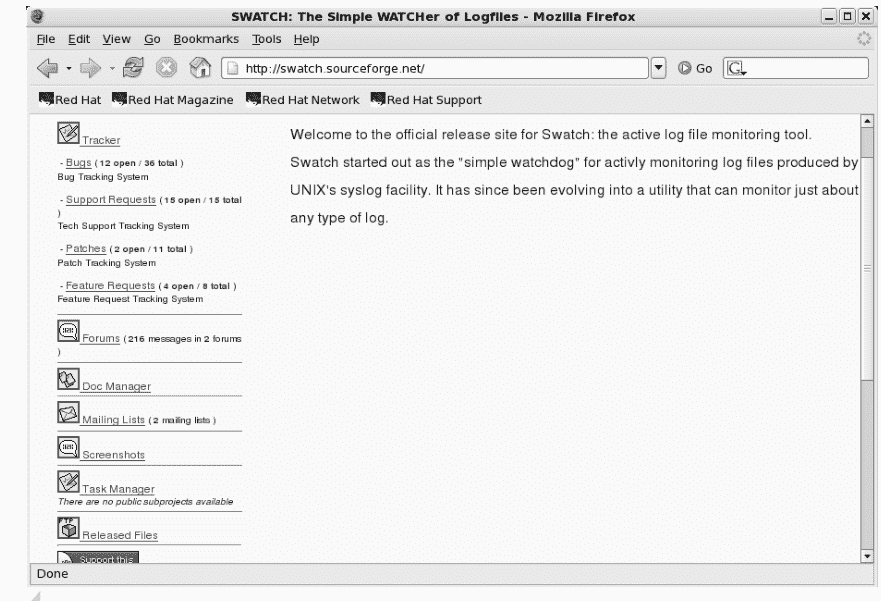 SWATCH: The Simple WATCHer of Logfiles - Mozilla Firefox
File Edit View Go Bookmarks Tools Help
http://swatch.sourceforge.net/ Go G
Red Hat Red Hat Magazine Red Hat Network Red Hat Support
Tracker
- Bugs ( 12 open / 36 total )
Bug Tracking System
- Support Requests ( 15 open / 15 total
)
Tech Support Tracking System
- Patches ( 2 open / 11 total )
Patch Tracking System
- Feature Requests ( 4 open / 8 total )
Feature Request Tracking System
Forums ( 216 messages in 2 forums
)
Doc Manager
Mailing Lists ( 2 mailing lists )
Screenshots
Task Manager
There are no public subprojects available
FTP
Released Files
Support this
Welcome to the official release site for Swatch: the active log file monitoring tool.
Swatch started out as the "simple watchdog" for activly monitoring log files produced by
UNIX's syslog facility. It has since been evolving into a utility that can monitor just about
any type of log.
Done